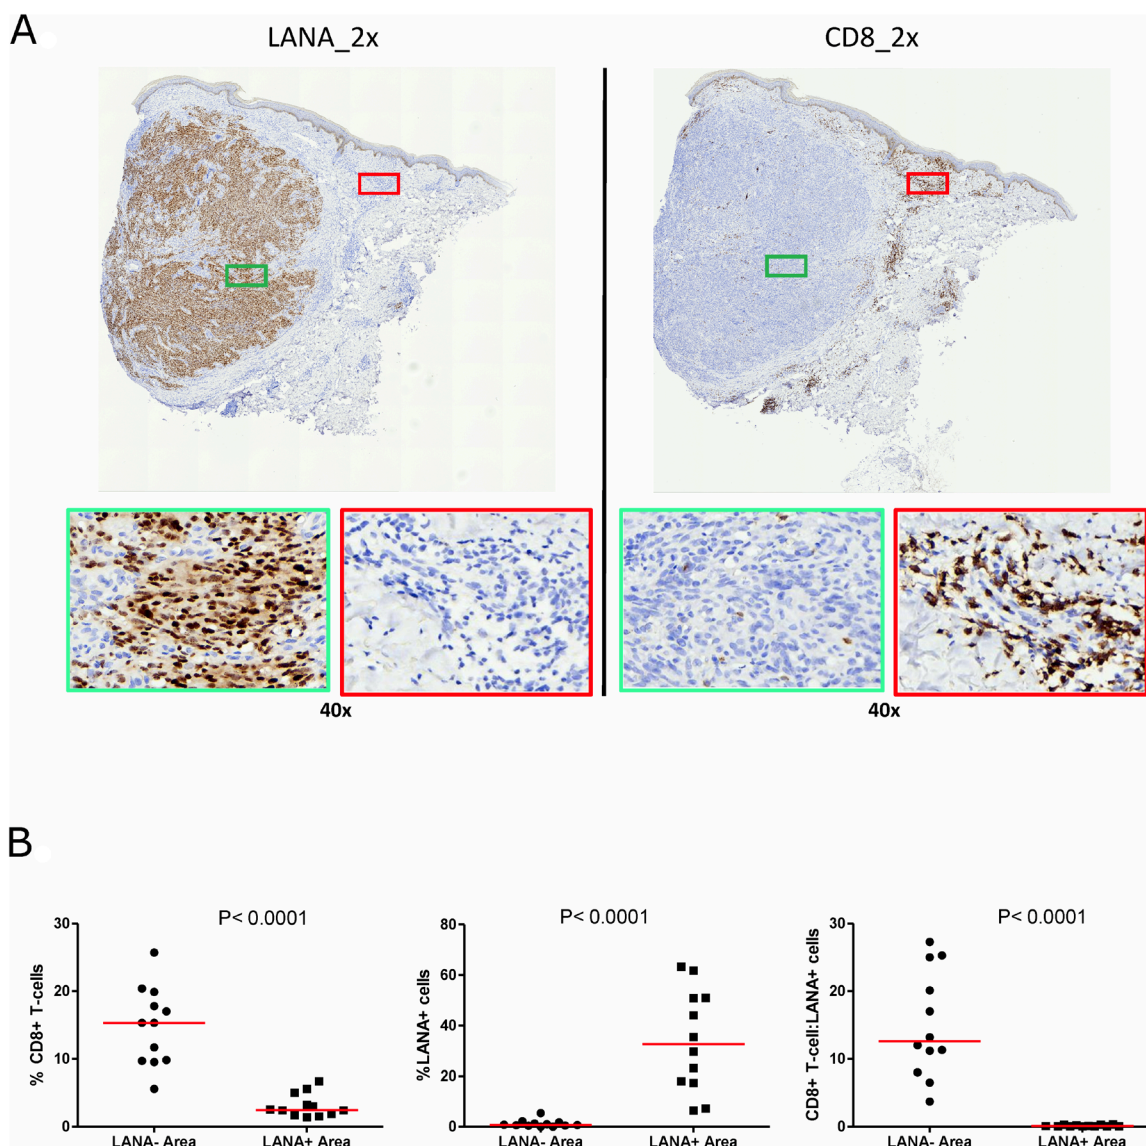 A
LANA_2x
CD8_2x
40x
40x
B
P< 0.0001
P< 0.0001
P< 0.0001
% CD8+ T-cells
30
20
10
0
LANA- Area
LANA+ Area
%LANA+ cells
80
60
40
20
0
LANA- Area
LANA+ Area
CD8+ T-cell:LANA+ cells
30
20
10
0
LANA- Area
LANA+ Area